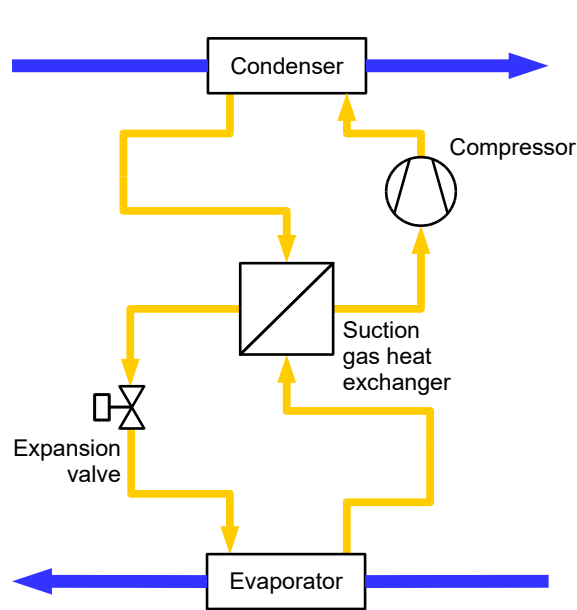 Condenser
Compressor
Suction
gas heat
exchanger
Expansion
valve
Evaporator